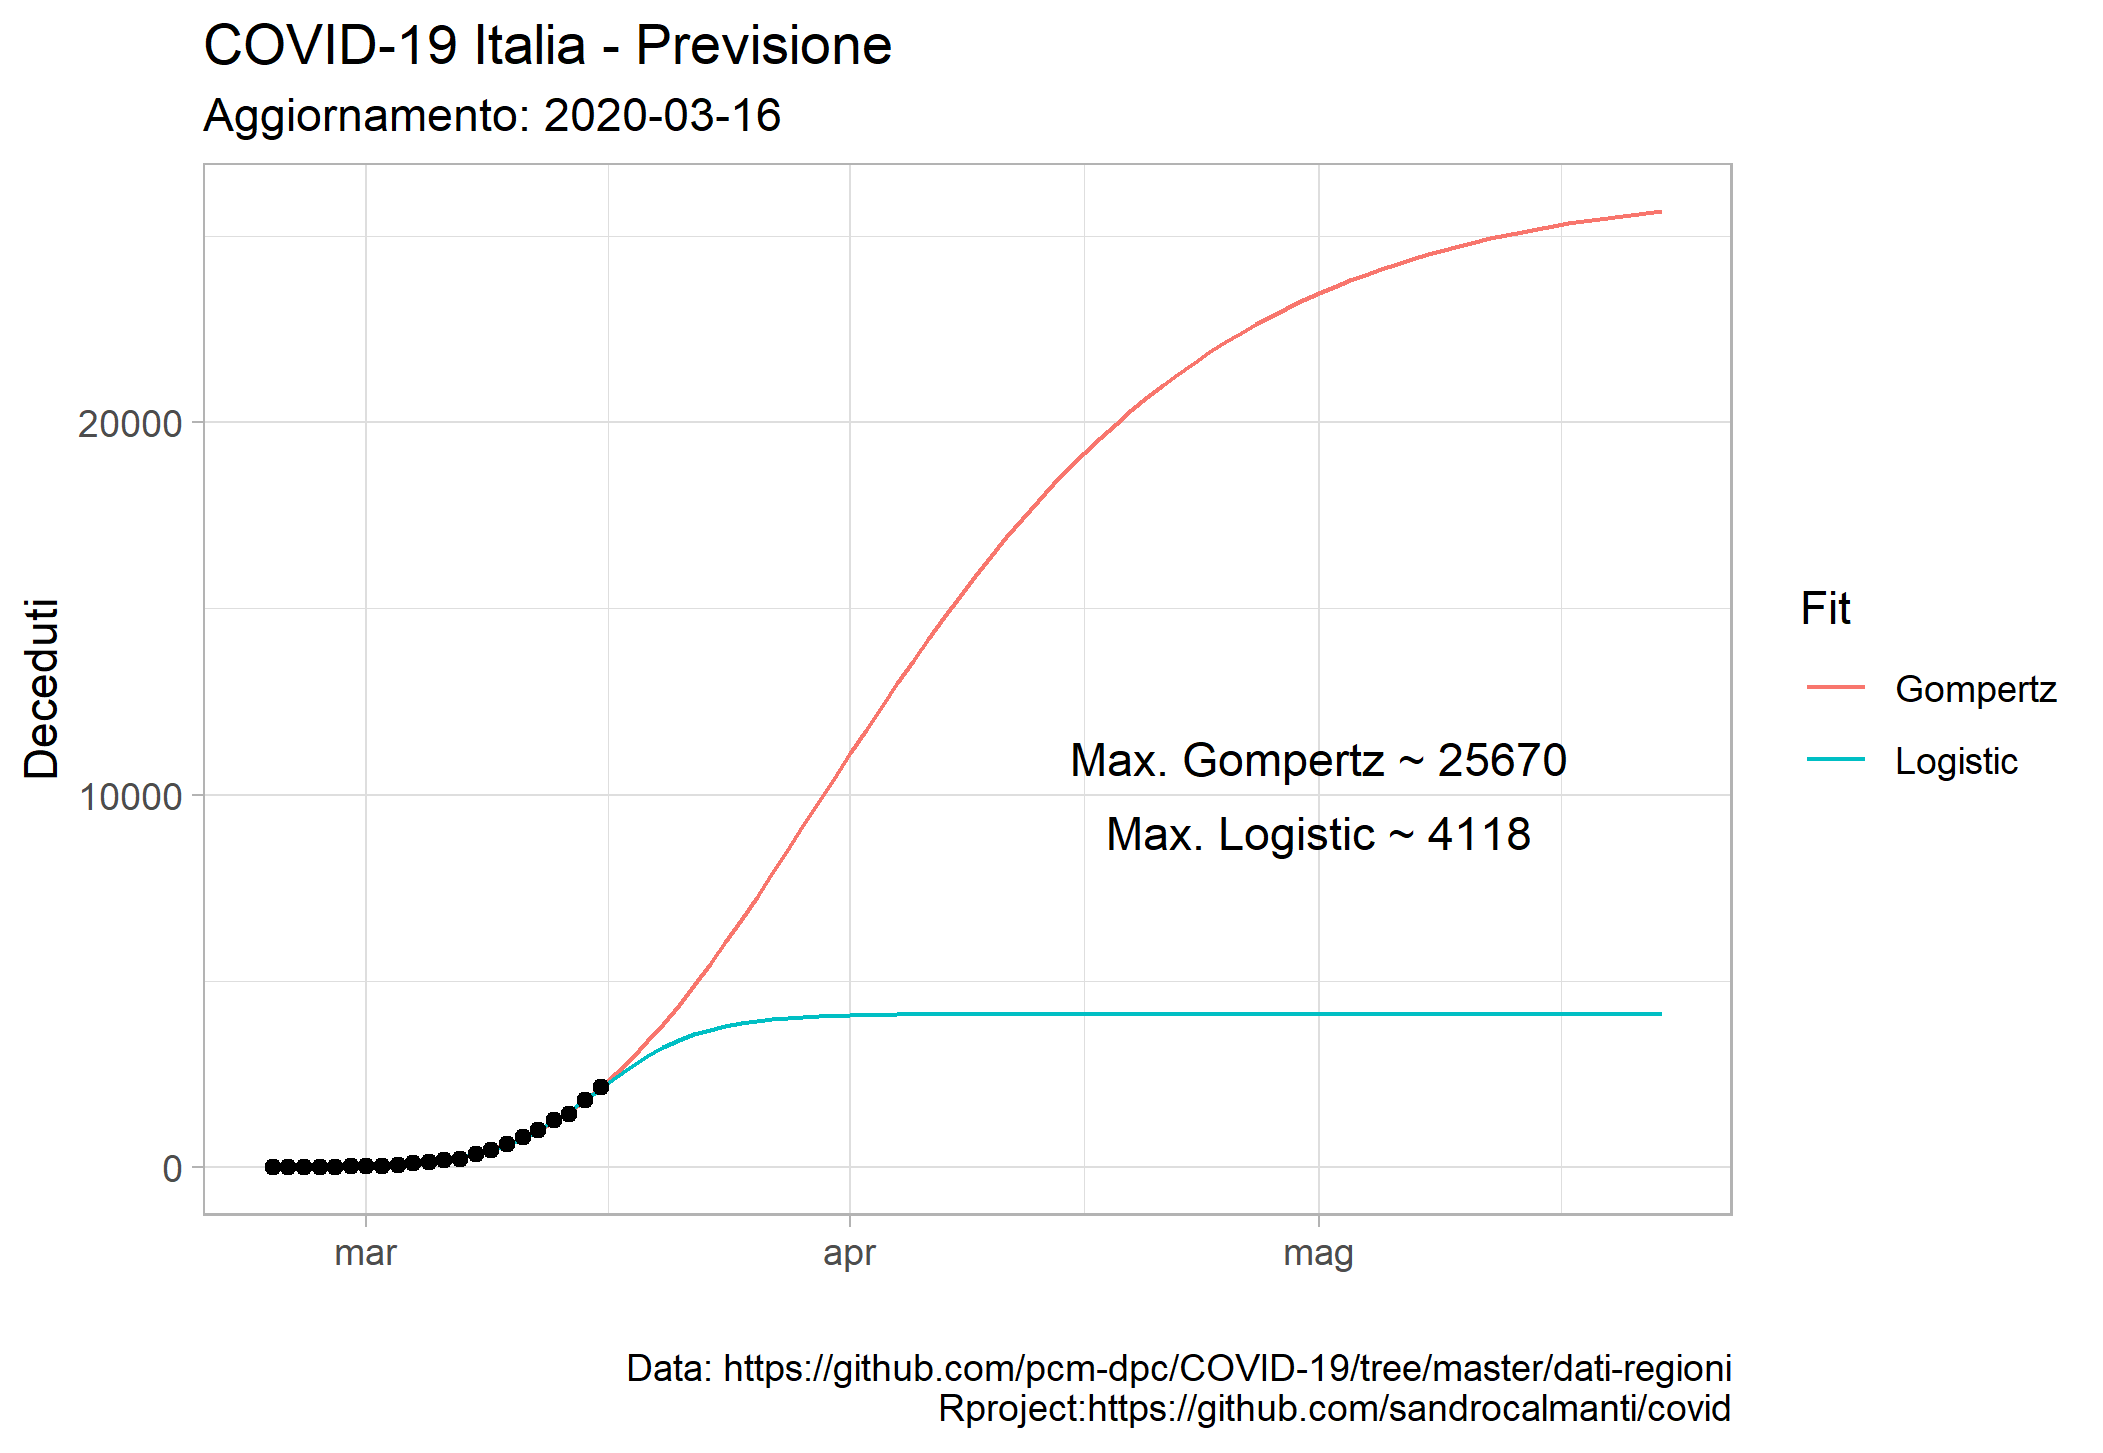 COVID-19 Italia - Previsione
Aggiornamento: 2020-03-16
Deceduti
20000
10000
0
mar
apr
mag
Max. Gompertz ~ 25670
Max. Logistic ~ 4118
Fit
Gompertz
Logistic
Data: https://github.com/pcm-dpc/COVID-19/tree/master/dati-regioni
Rproject:https://github.com/sandrocalmanti/covid